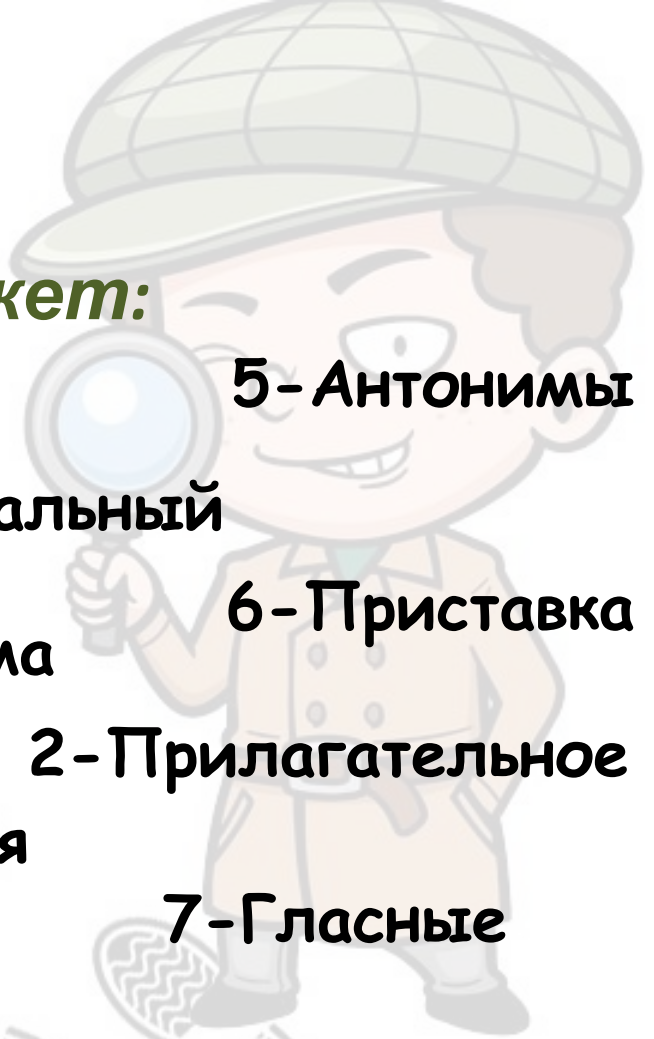 кет:
5-Антонимы
альный
6-Приставка
ма
2-Прилагательное
я
7-Гласные